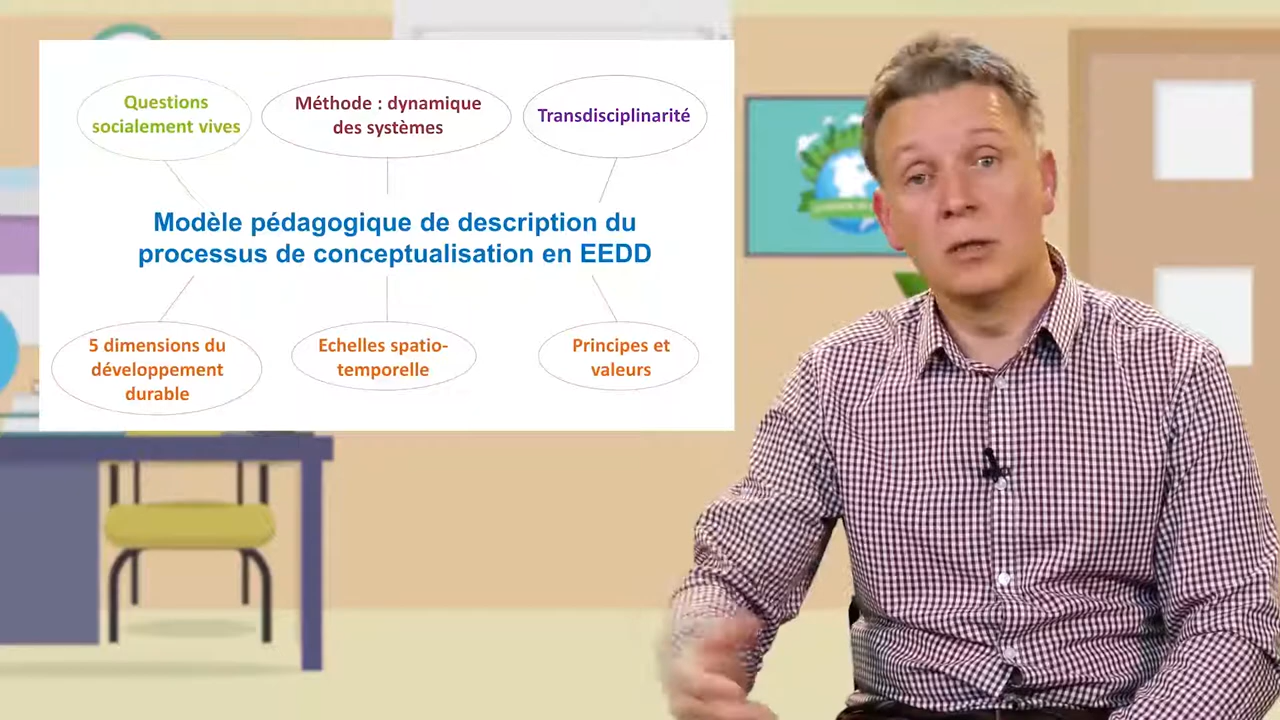 Questions
socialement vives
Méthode : dynamique
des systèmes
Transdisciplinarité
Modèle pédagogique de description du
processus de conceptualisation en EEDD
5 dimensions du
développement
durable
Echelles spatio-
temporelle
Principes et
valeurs